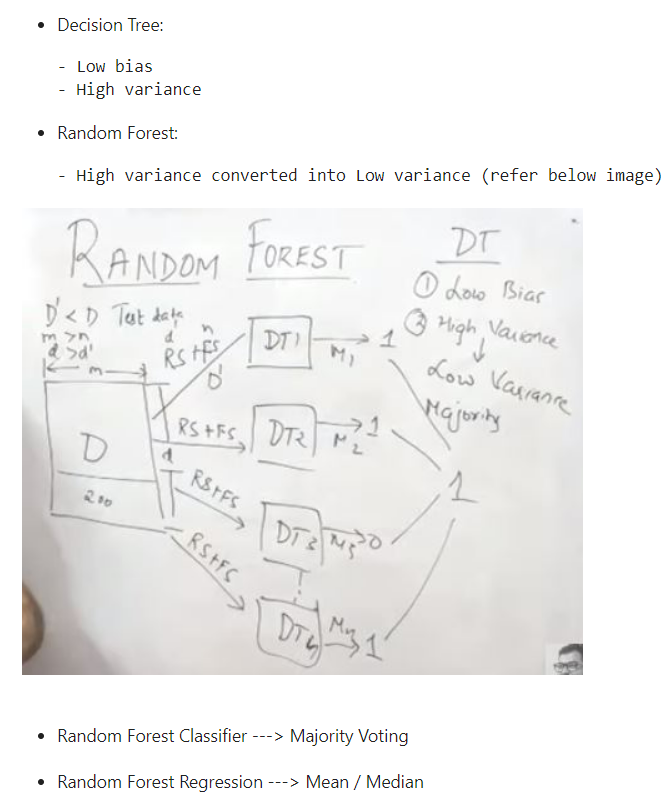 • Decision Tree:
- Low bias
- High variance
• Random Forest:
- High variance converted into Low variance (refer below image)
RANDOM FOREST
DT
① Low Bias
② High Variance
↓
Low Variance
Majority
D' < D Test data
m > n
d > d'
m
d n
RS + FS
D'
DT1
M1
1
D
200
d
RS + FS
DT2
M2
1
RS + FS
DT3
M3
0
RS + FS
DT4
1
1
• Random Forest Classifier ---> Majority Voting
• Random Forest Regression ---> Mean / Median